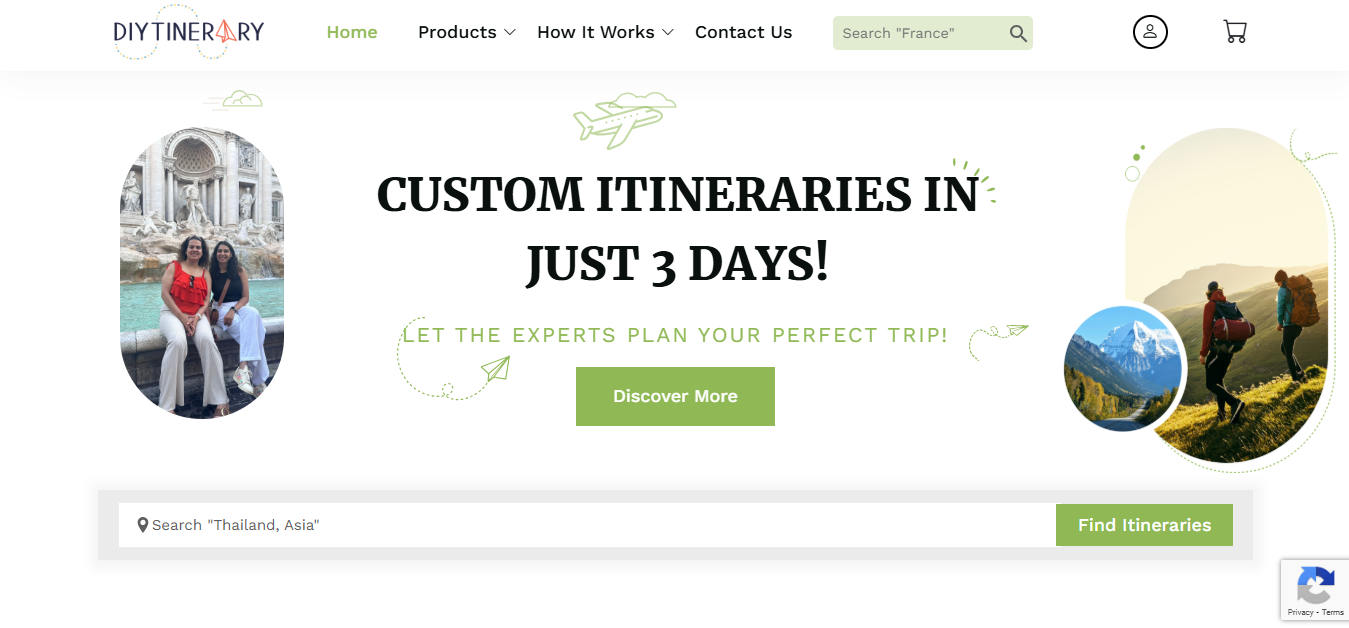 DIYTINERARY
Home Products How It Works Contact Us Search "France"
CUSTOM ITINERARIES IN
JUST 3 DAYS!
LET THE EXPERTS PLAN YOUR PERFECT TRIP!
Discover More
Search "Thailand, Asia" Find Itineraries
Privacy - Terms